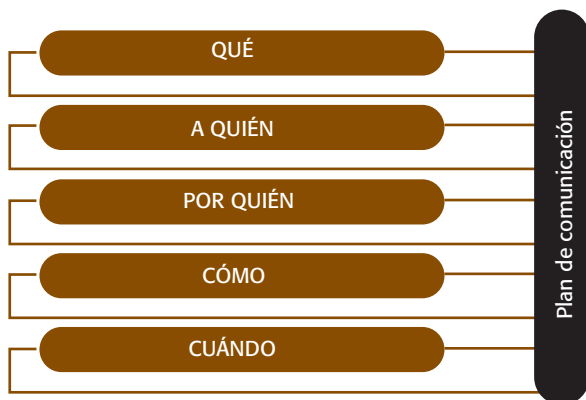 QUÉ
A QUIÉN
POR QUIÉN
CÓMO
CUÁNDO
Plan de comunicación